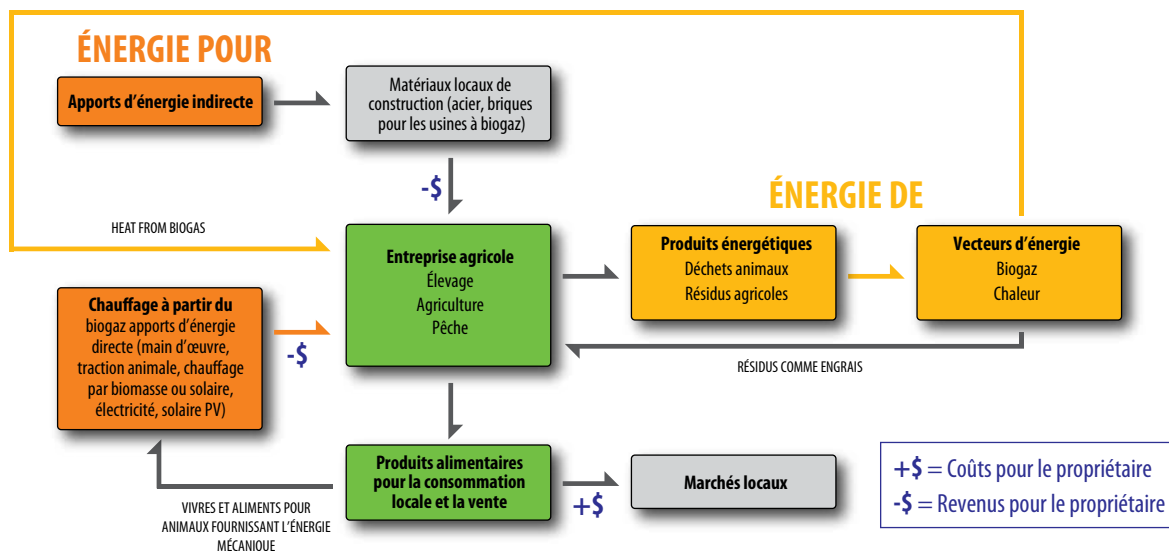 ÉNERGIE POUR
Apports d'énergie indirecte
Matériaux locaux de
construction (acier, briques
pour les usines à biogaz)
-$
ÉNERGIE DE
HEAT FROM BIOGAS
Entreprise agricole
Élevage
Agriculture
Pêche
Produits énergétiques
Déchets animaux
Résidus agricoles
Vecteurs d'énergie
Biogaz
Chaleur
Chauffage à partir du
biogaz apports d'énergie
directe (main d'œuvre,
traction animale, chauffage
par biomasse ou solaire,
électricité, solaire PV)
-$
RÉSIDUS COMME ENGRAIS
Produits alimentaires
pour la consommation
locale et la vente
+$
Marchés locaux
VIVRES ET ALIMENTS POUR
ANIMAUX FOURNISSANT L'ÉNERGIE
MÉCANIQUE
+$ = Coûts pour le propriétaire
-$ = Revenus pour le propriétaire